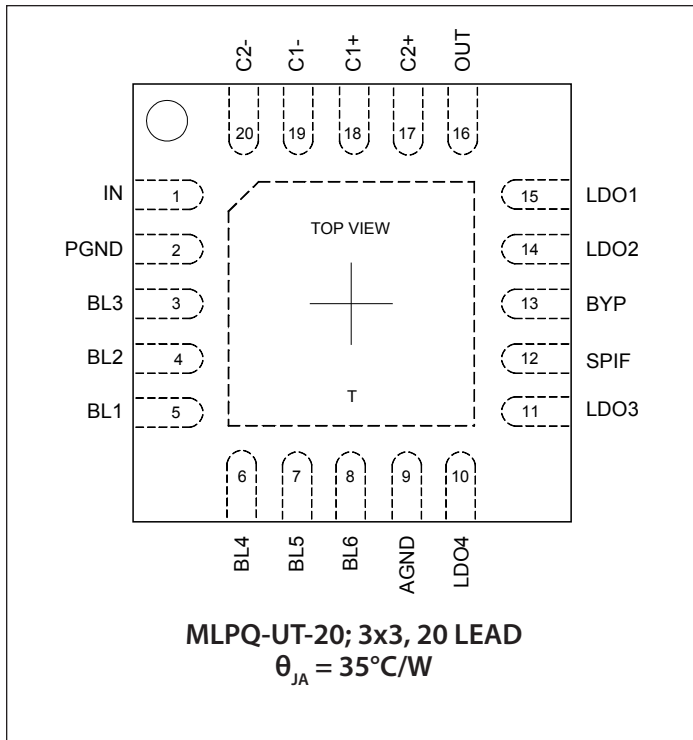 C2-
C1-
C1+
C2+
OUT
20
19
18
17
16
IN 1
PGND 2
BL3 3
BL2 4
BL1 5
TOP VIEW
T
15 LDO1
14 LDO2
13 BYP
12 SPIF
11 LDO3
6
7
8
9
10
BL4
BL5
BL6
AGND
LDO4
MLPQ-UT-20; 3x3, 20 LEAD
θJA = 35°C/W